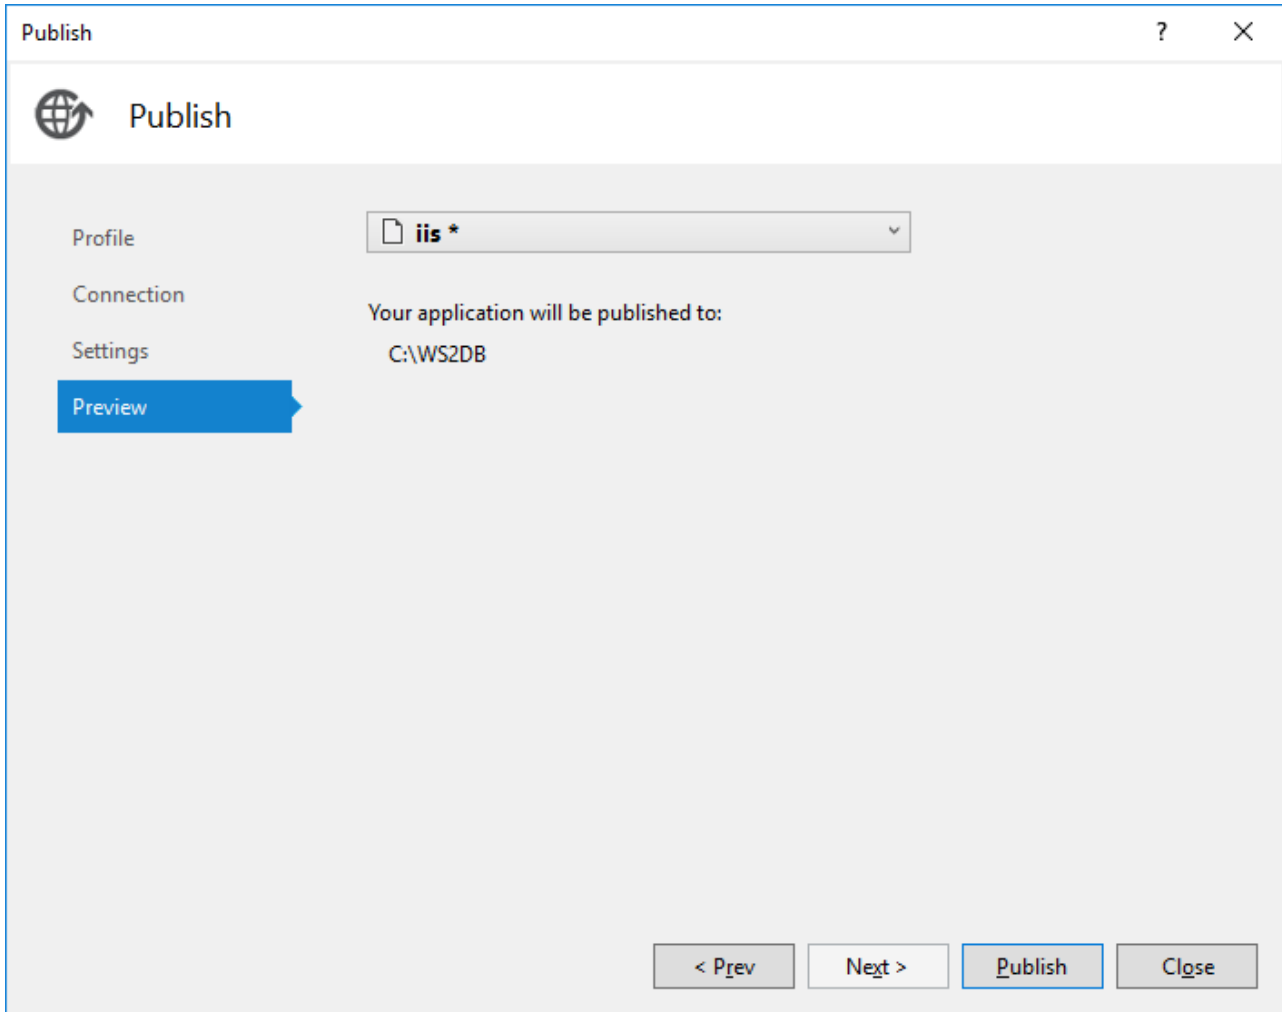 Publish ?
Publish
Profile
Connection
Settings
Preview
iis *
Your application will be published to:
C:\WS2DB
< Prev Next > Publish Close